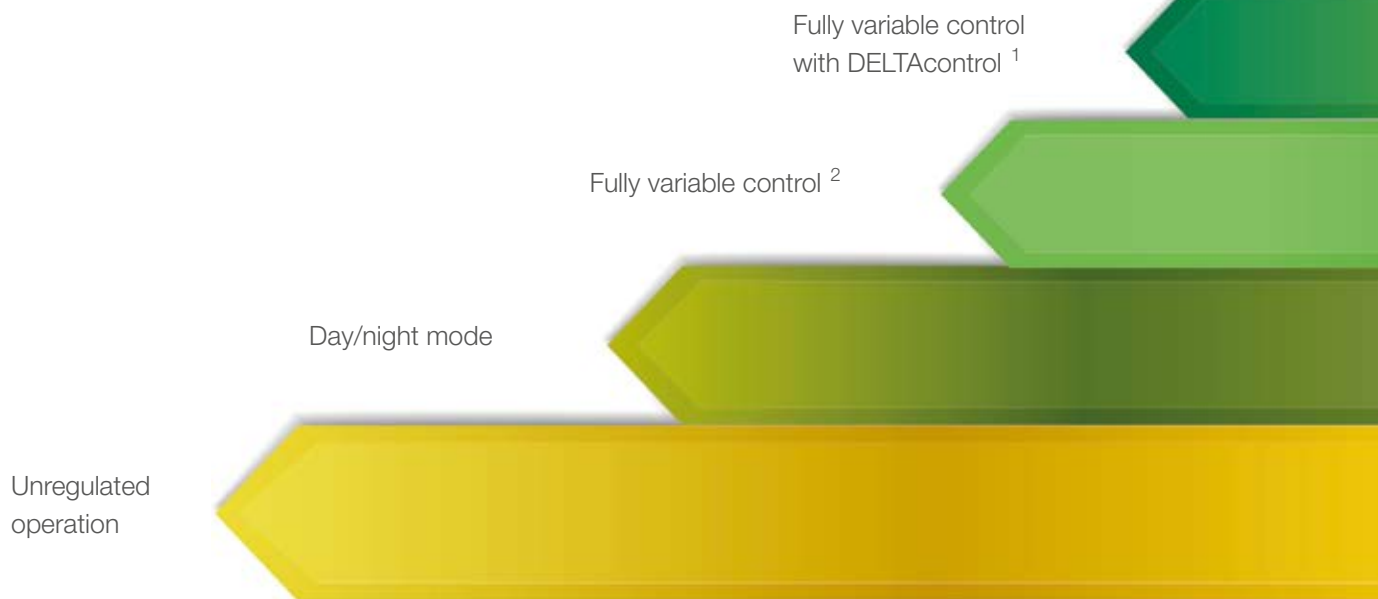 Fully variable control
with DELTAcontrol 1
Fully variable control 2
Day/night mode
Unregulated
operation